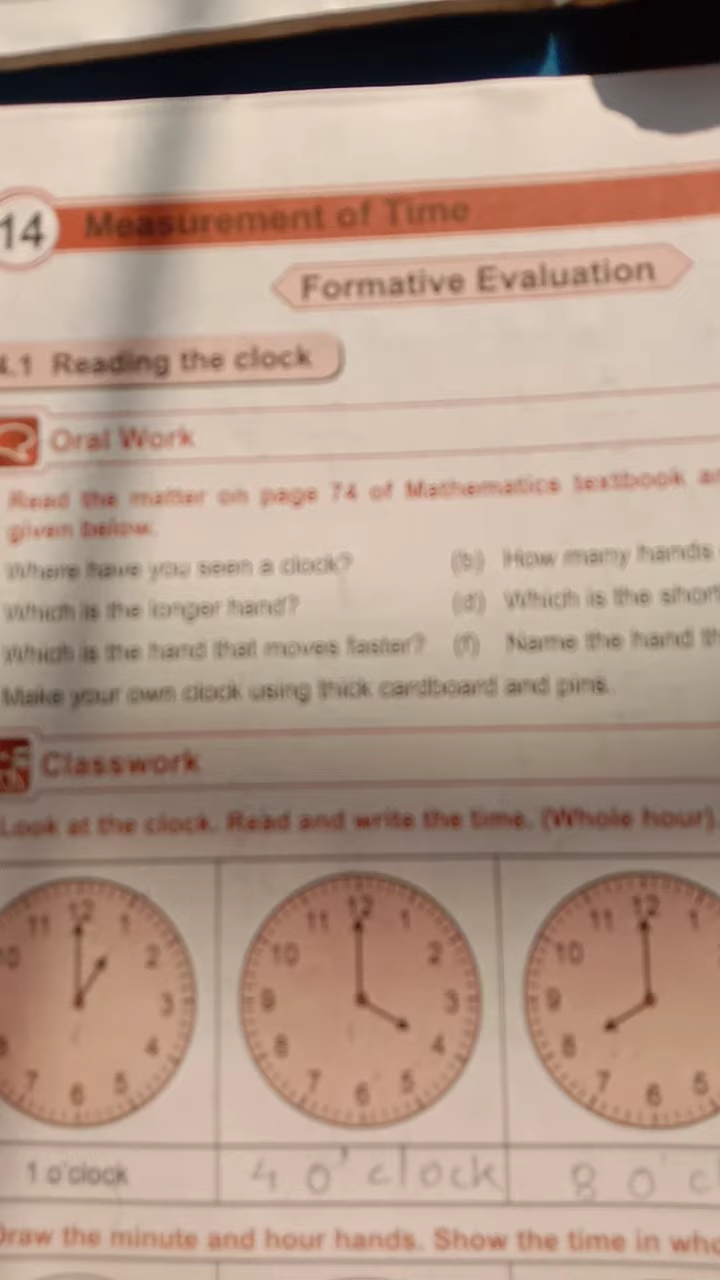 14 Measurement of Time
Formative Evaluation
4.1 Reading the clock
Oral Work
Read the matter on page 74 of Mathematics textbook
given below.
Where have you seen a clock? (b) How many hands
Which is the longer hand? (d) Which is the
Which is the hand that moves faster? (f) Name the hand
Make your own clock using thick cardboard and pins.
Classwork
Look at the clock. Read and write the time. (Whole hour)
11 12 1 2 3 4 5 6 7 8 10
11 12 1 2 3 4 5 6 7 8 9 10
11 12 1 5 6 7 8 9 10
1 o'clock 4 o'clock 8 o'c
Draw the minute and hour hands. Show the time in